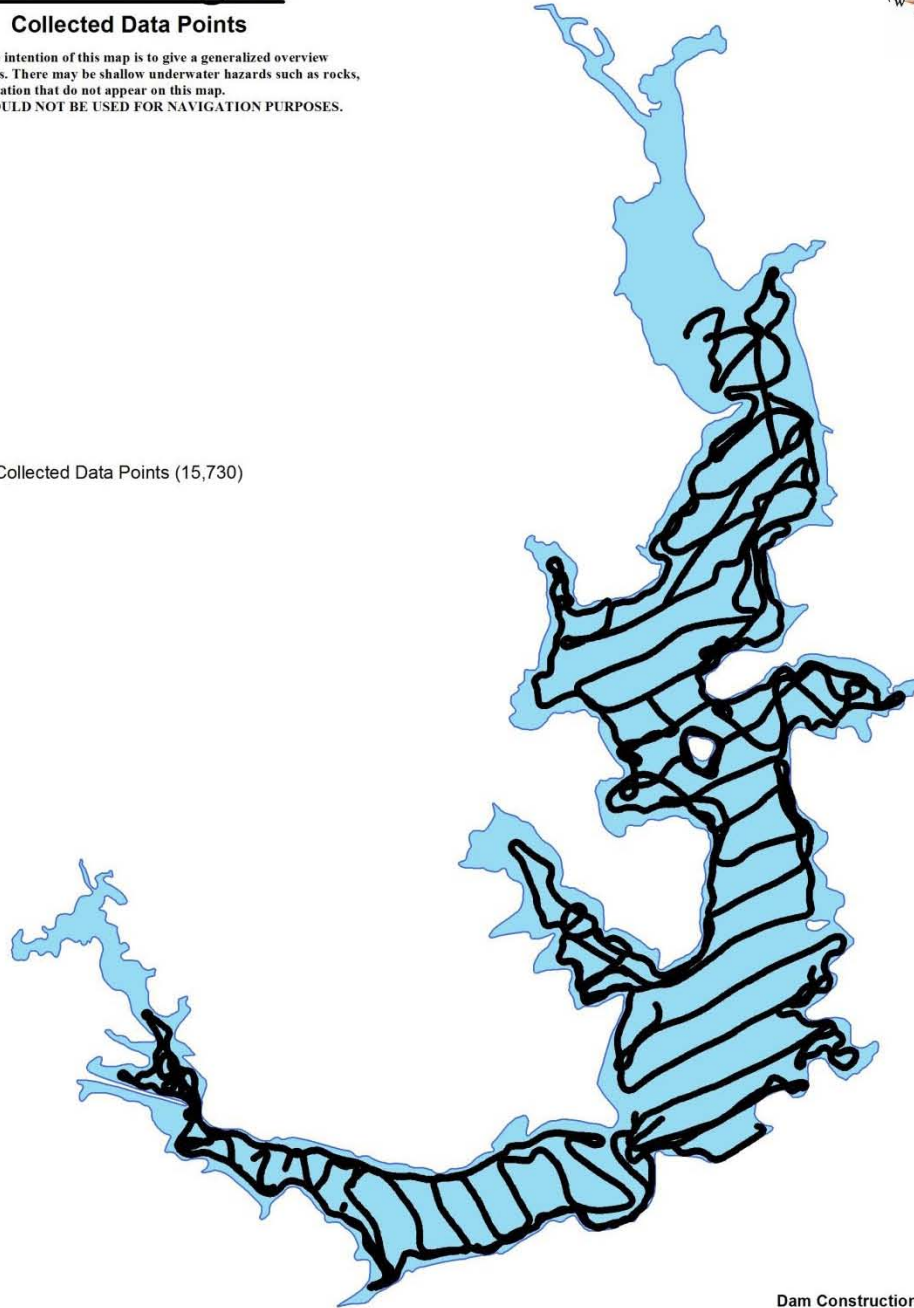 Collected Data Points
intention of this map is to give a generalized overview
s. There may be shallow underwater hazards such as rocks,
ation that do not appear on this map.
OULD NOT BE USED FOR NAVIGATION PURPOSES.
Collected Data Points (15,730)
Dam Construction
W